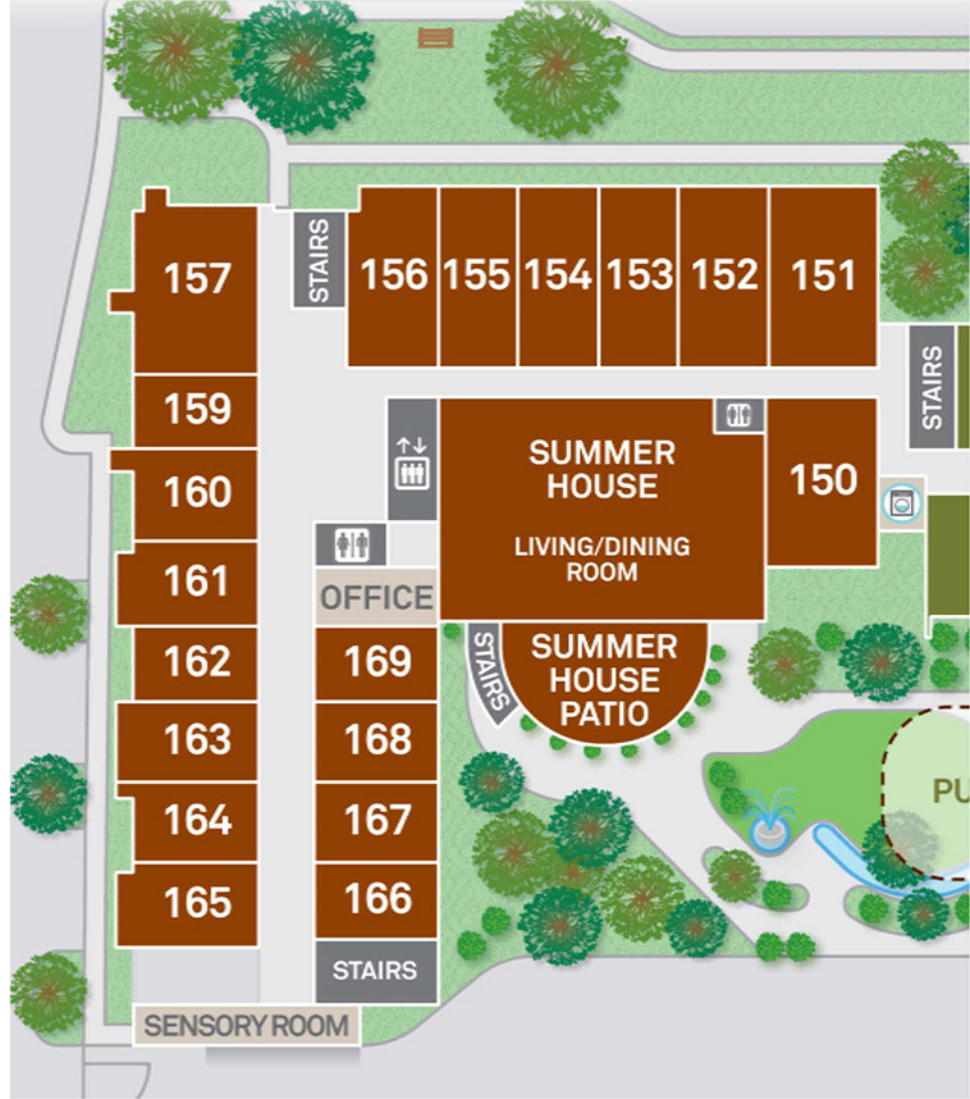 STAIRS
156
155
154
153
152
151
157
STAIRS
159
SUMMER
HOUSE
150
160
LIVING/DINING
ROOM
161
OFFICE
162
169
STAIRS
SUMMER
HOUSE
PATIO
163
168
PU
164
167
165
166
STAIRS
SENSORY ROOM